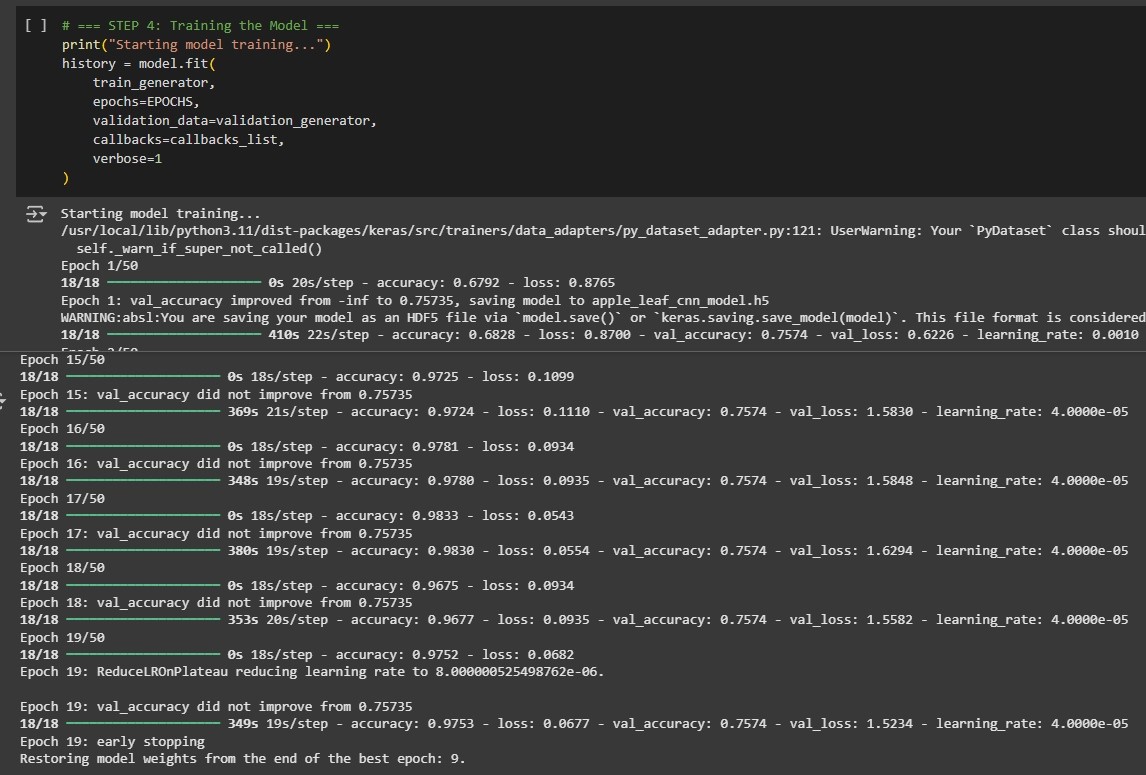 [ ] # === STEP 4: Training the Model ===
print("Starting model training...")
history = model.fit(
train_generator,
epochs=EPOCHS,
validation_data=validation_generator,
callbacks=callbacks_list,
verbose=1
)
Starting model training...
/usr/local/lib/python3.11/dist-packages/keras/src/trainers/data_adapters/py_dataset_adapter.py:121: UserWarning: Your `PyDataset` class shoul
self._warn_if_super_not_called()
Epoch 1/50
18/18 0s 20s/step - accuracy: 0.6792 - loss: 0.8765
Epoch 1: val_accuracy improved from -inf to 0.75735, saving model to apple_leaf_cnn_model.h5
WARNING:absl:You are saving your model as an HDF5 file via `model.save()` or `keras.saving.save_model(model)`. This file format is considered
18/18 410s 22s/step - accuracy: 0.6828 - loss: 0.8700 - val_accuracy: 0.7574 - val_loss: 0.6226 - learning_rate: 0.0010
Epoch 15/50
18/18 0s 18s/step - accuracy: 0.9725 - loss: 0.1099
Epoch 15: val_accuracy did not improve from 0.75735
18/18 369s 21s/step - accuracy: 0.9724 - loss: 0.1110 - val_accuracy: 0.7574 - val_loss: 1.5830 - learning_rate: 4.0000e-05
Epoch 16/50
18/18 0s 18s/step - accuracy: 0.9781 - loss: 0.0934
Epoch 16: val_accuracy did not improve from 0.75735
18/18 348s 19s/step - accuracy: 0.9780 - loss: 0.0935 - val_accuracy: 0.7574 - val_loss: 1.5848 - learning_rate: 4.0000e-05
Epoch 17/50
18/18 0s 18s/step - accuracy: 0.9833 - loss: 0.0543
Epoch 17: val_accuracy did not improve from 0.75735
18/18 380s 19s/step - accuracy: 0.9830 - loss: 0.0554 - val_accuracy: 0.7574 - val_loss: 1.6294 - learning_rate: 4.0000e-05
Epoch 18/50
18/18 0s 18s/step - accuracy: 0.9675 - loss: 0.0934
Epoch 18: val_accuracy did not improve from 0.75735
18/18 353s 20s/step - accuracy: 0.9677 - loss: 0.0935 - val_accuracy: 0.7574 - val_loss: 1.5582 - learning_rate: 4.0000e-05
Epoch 19/50
18/18 0s 18s/step - accuracy: 0.9752 - loss: 0.0682
Epoch 19: ReduceLROnPlateau reducing learning rate to 8.000000525498762e-06.
Epoch 19: val_accuracy did not improve from 0.75735
18/18 349s 19s/step - accuracy: 0.9753 - loss: 0.0677 - val_accuracy: 0.7574 - val_loss: 1.5234 - learning_rate: 4.0000e-05
Epoch 19: early stopping
Restoring model weights from the end of the best epoch: 9.